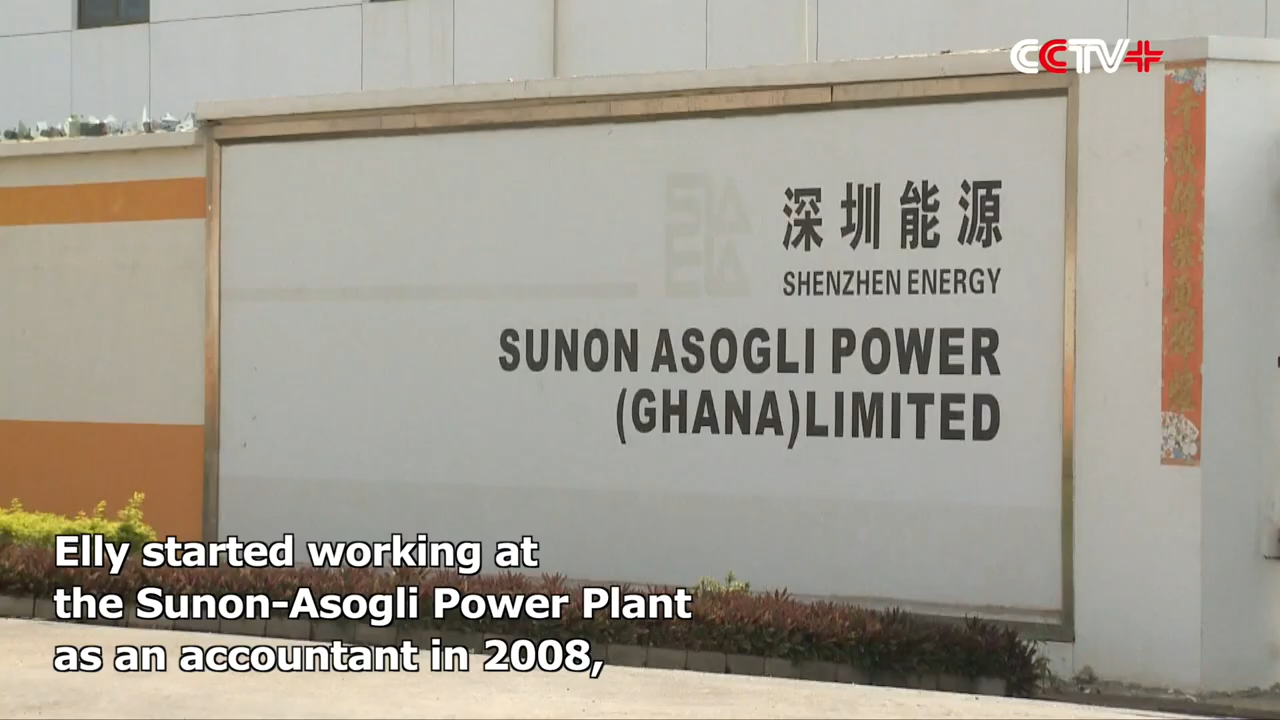 CCTV+
深圳能源
SHENZHEN ENERGY
SUNON ASOGLI POWER
(GHANA)LIMITED
Elly started working at
the Sunon-Asogli Power Plant
as an accountant in 2008,